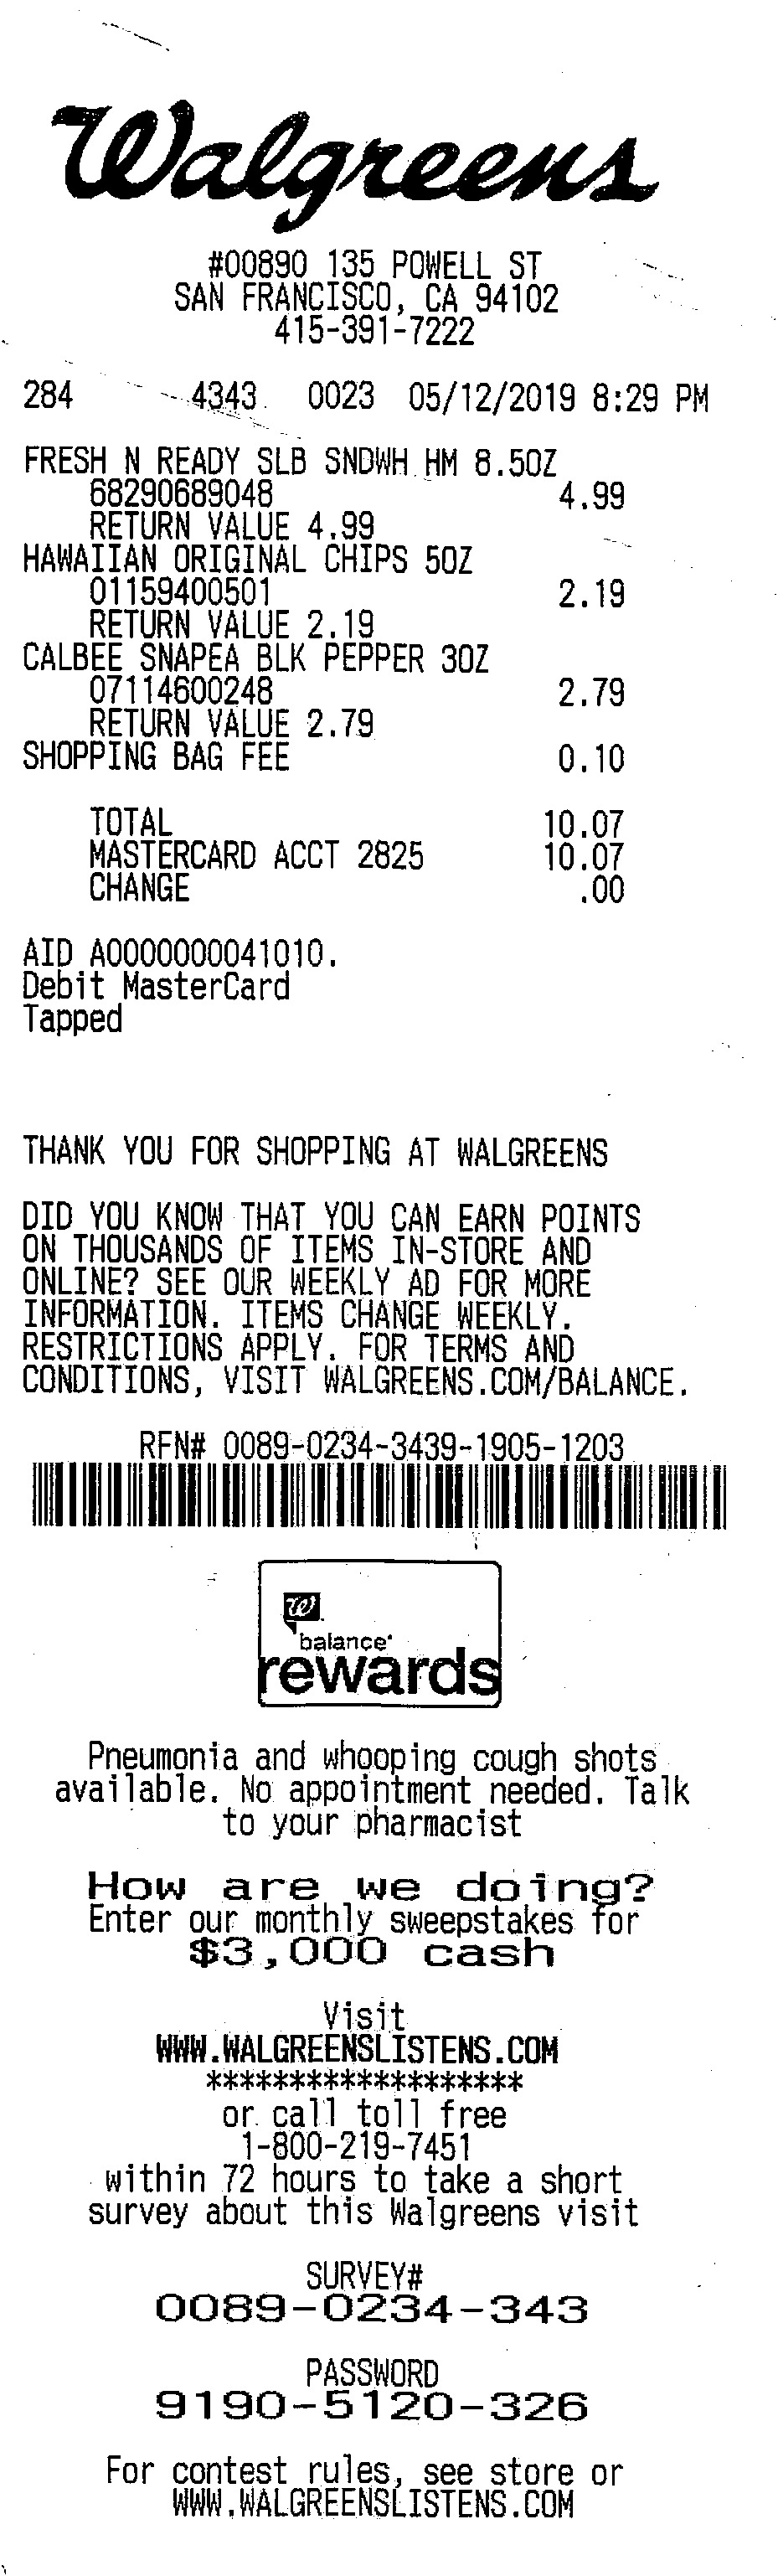 Walgreens
#00890 135 POWELL ST
SAN FRANCISCO, CA 94102
415-391-7222
284 4343 0023 05/12/2019 8:29 PM
FRESH N READY SLB SNDWH HM 8.5OZ
68290689048 4.99
RETURN VALUE 4.99
HAWAIIAN ORIGINAL CHIPS 5OZ
01159400501 2.19
RETURN VALUE 2.19
CALBEE SNAPEA BLK PEPPER 3OZ
07114600248 2.79
RETURN VALUE 2.79
SHOPPING BAG FEE 0.10
TOTAL 10.07
MASTERCARD ACCT 2825 10.07
CHANGE .00
AID A0000000041010.
Debit MasterCard
Tapped
THANK YOU FOR SHOPPING AT WALGREENS
DID YOU KNOW THAT YOU CAN EARN POINTS
ON THOUSANDS OF ITEMS IN-STORE AND
ONLINE? SEE OUR WEEKLY AD FOR MORE
INFORMATION. ITEMS CHANGE WEEKLY.
RESTRICTIONS APPLY. FOR TERMS AND
CONDITIONS, VISIT WALGREENS.COM/BALANCE.
RFN# 0089-0234-3439-1905-1203
W
balance®
rewards
Pneumonia and whooping cough shots
available. No appointment needed. Talk
to your pharmacist
How are we doing?
Enter our monthly sweepstakes for
$3,000 cash
Visit
WWW.WALGREENSLISTENS.COM
*******************
or call toll free
1-800-219-7451
within 72 hours to take a short
survey about this Walgreens visit
SURVEY#
0089-0234-343
PASSWORD
9190-5120-326
For contest rules, see store or
WWW.WALGREENSLISTENS.COM